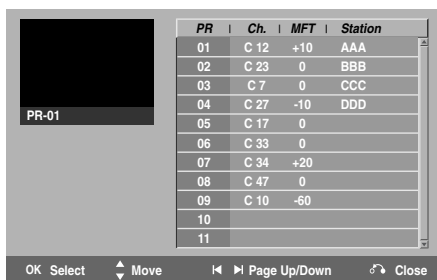 PR Ch. MFT Station
01 C 12 +10 AAA
02 C 23 0 BBB
03 C 7 0 CCC
04 C 27 -10 DDD
PR-01
05 C 17 0
06 C 33 0
07 C 34 +20
08 C 47 0
09 C 10 -60
10
11
OK Select Move Page Up/Down Close